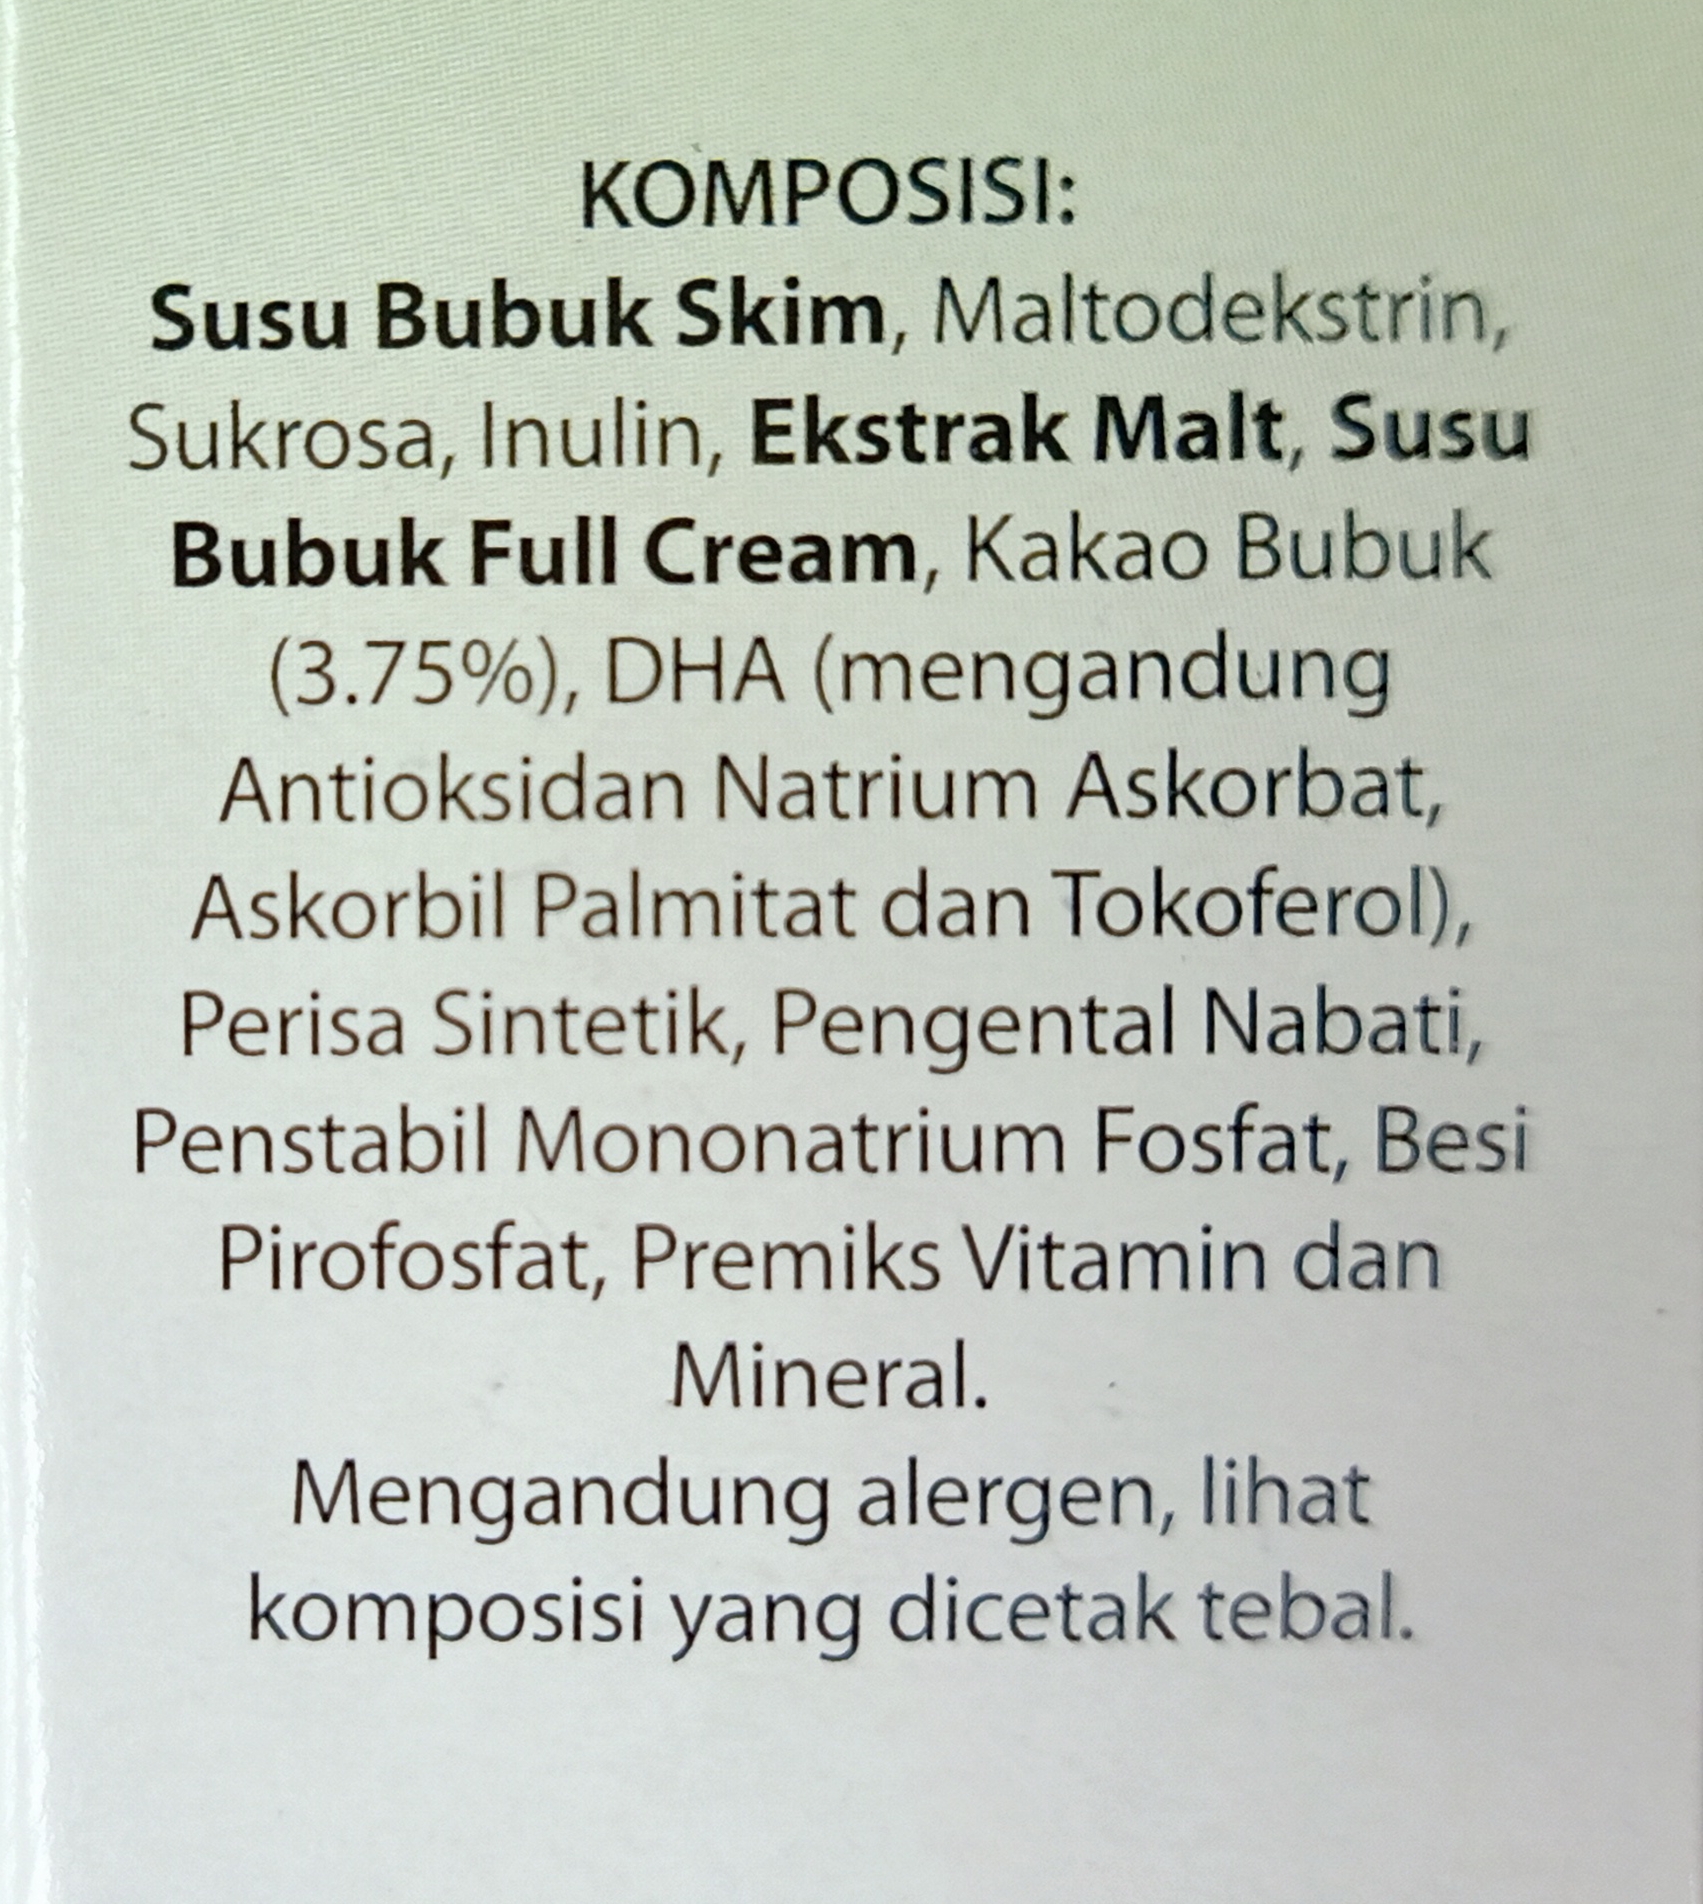 KOMPOSISI:
Susu Bubuk Skim, Maltodekstrin,
Sukrosa, Inulin, Ekstrak Malt, Susu
Bubuk Full Cream, Kakao Bubuk
(3.75%), DHA (mengandung
Antioksidan Natrium Askorbat,
Askorbil Palmitat dan Tokoferol),
Perisa Sintetik, Pengental Nabati,
Penstabil Mononatrium Fosfat, Besi
Pirofosfat, Premiks Vitamin dan
Mineral.
Mengandung alergen, lihat
komposisi yang dicetak tebal.